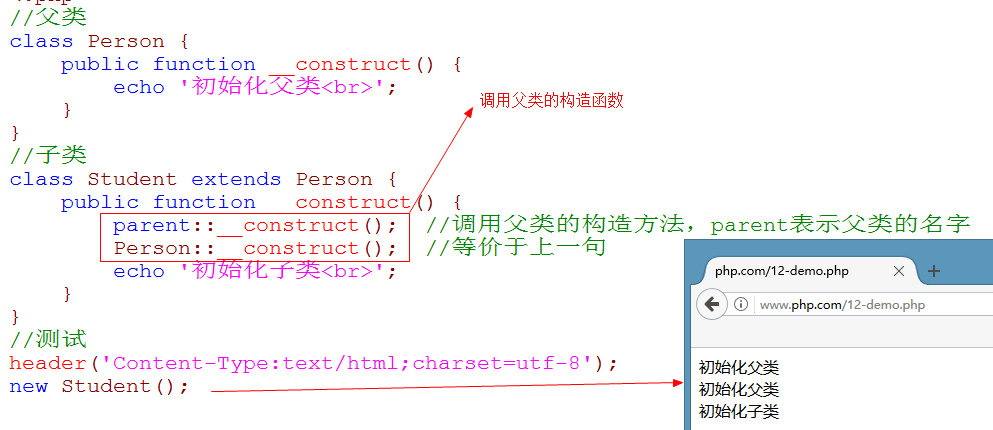 //父类
class Person {
    public function __construct() {
        echo '初始化父类<br>';
    }
}
调用父类的构造函数
//子类
class Student extends Person {
    public function __construct() {
        parent::__construct();  //调用父类的构造方法，parent表示父类的名字
        Person::__construct();  //等价于上一句
        echo '初始化子类<br>';
    }
}
//测试
header('Content-Type:text/html;charset=utf-8');
new Student();
php.com/12-demo.php
www.php.com/12-demo.php
初始化父类
初始化父类
初始化子类